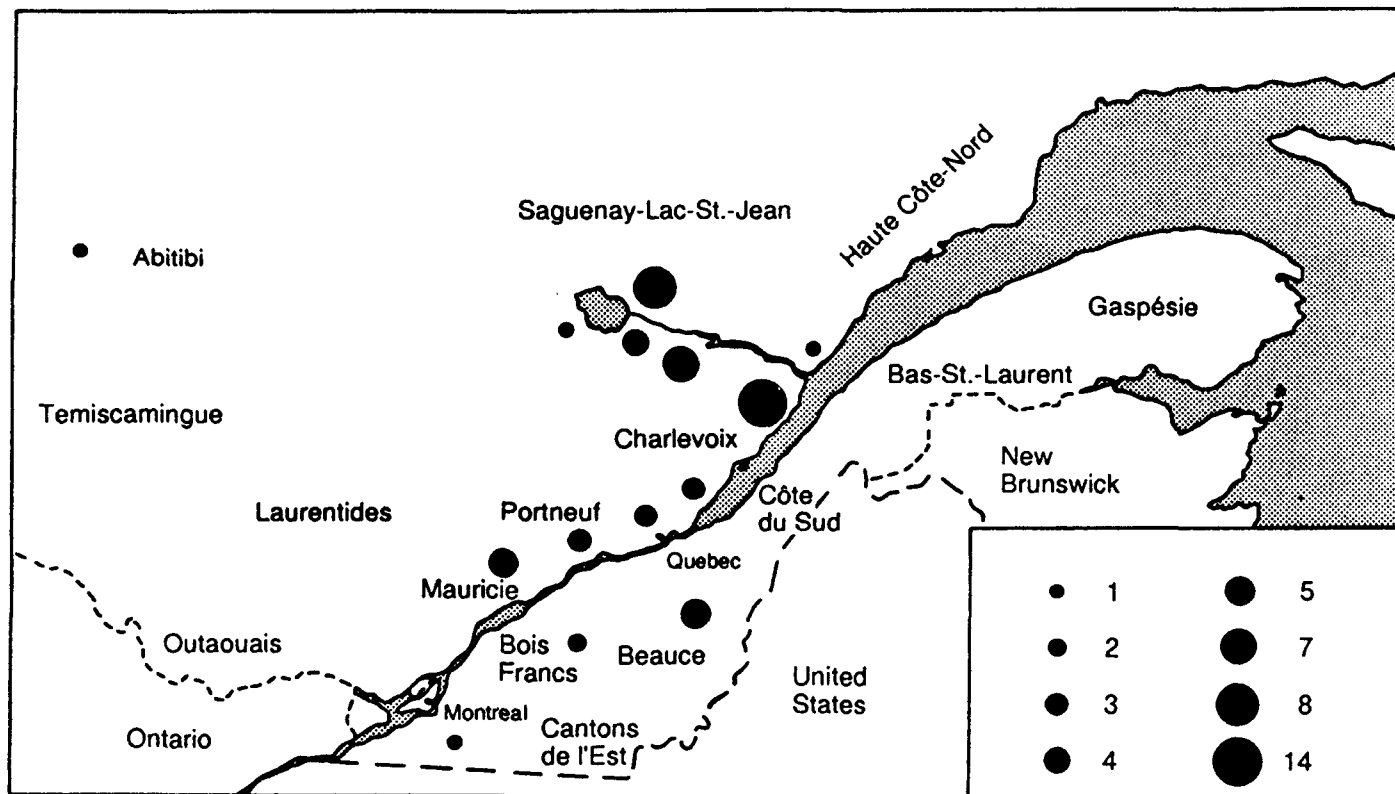 Haute Côte-Nord
Saguenay-Lac-St.-Jean
Abitibi
Gaspésie
Bas-St.-Laurent
Temiscamingue
Charlevoix
New
Brunswick
Côte
du Sud
Laurentides
Portneuf
Quebec
Mauricie
Outaouais
Bois
Francs
Beauce
United
States
Montreal
Ontario
Cantons
de l'Est
1
5
2
7
3
8
4
14